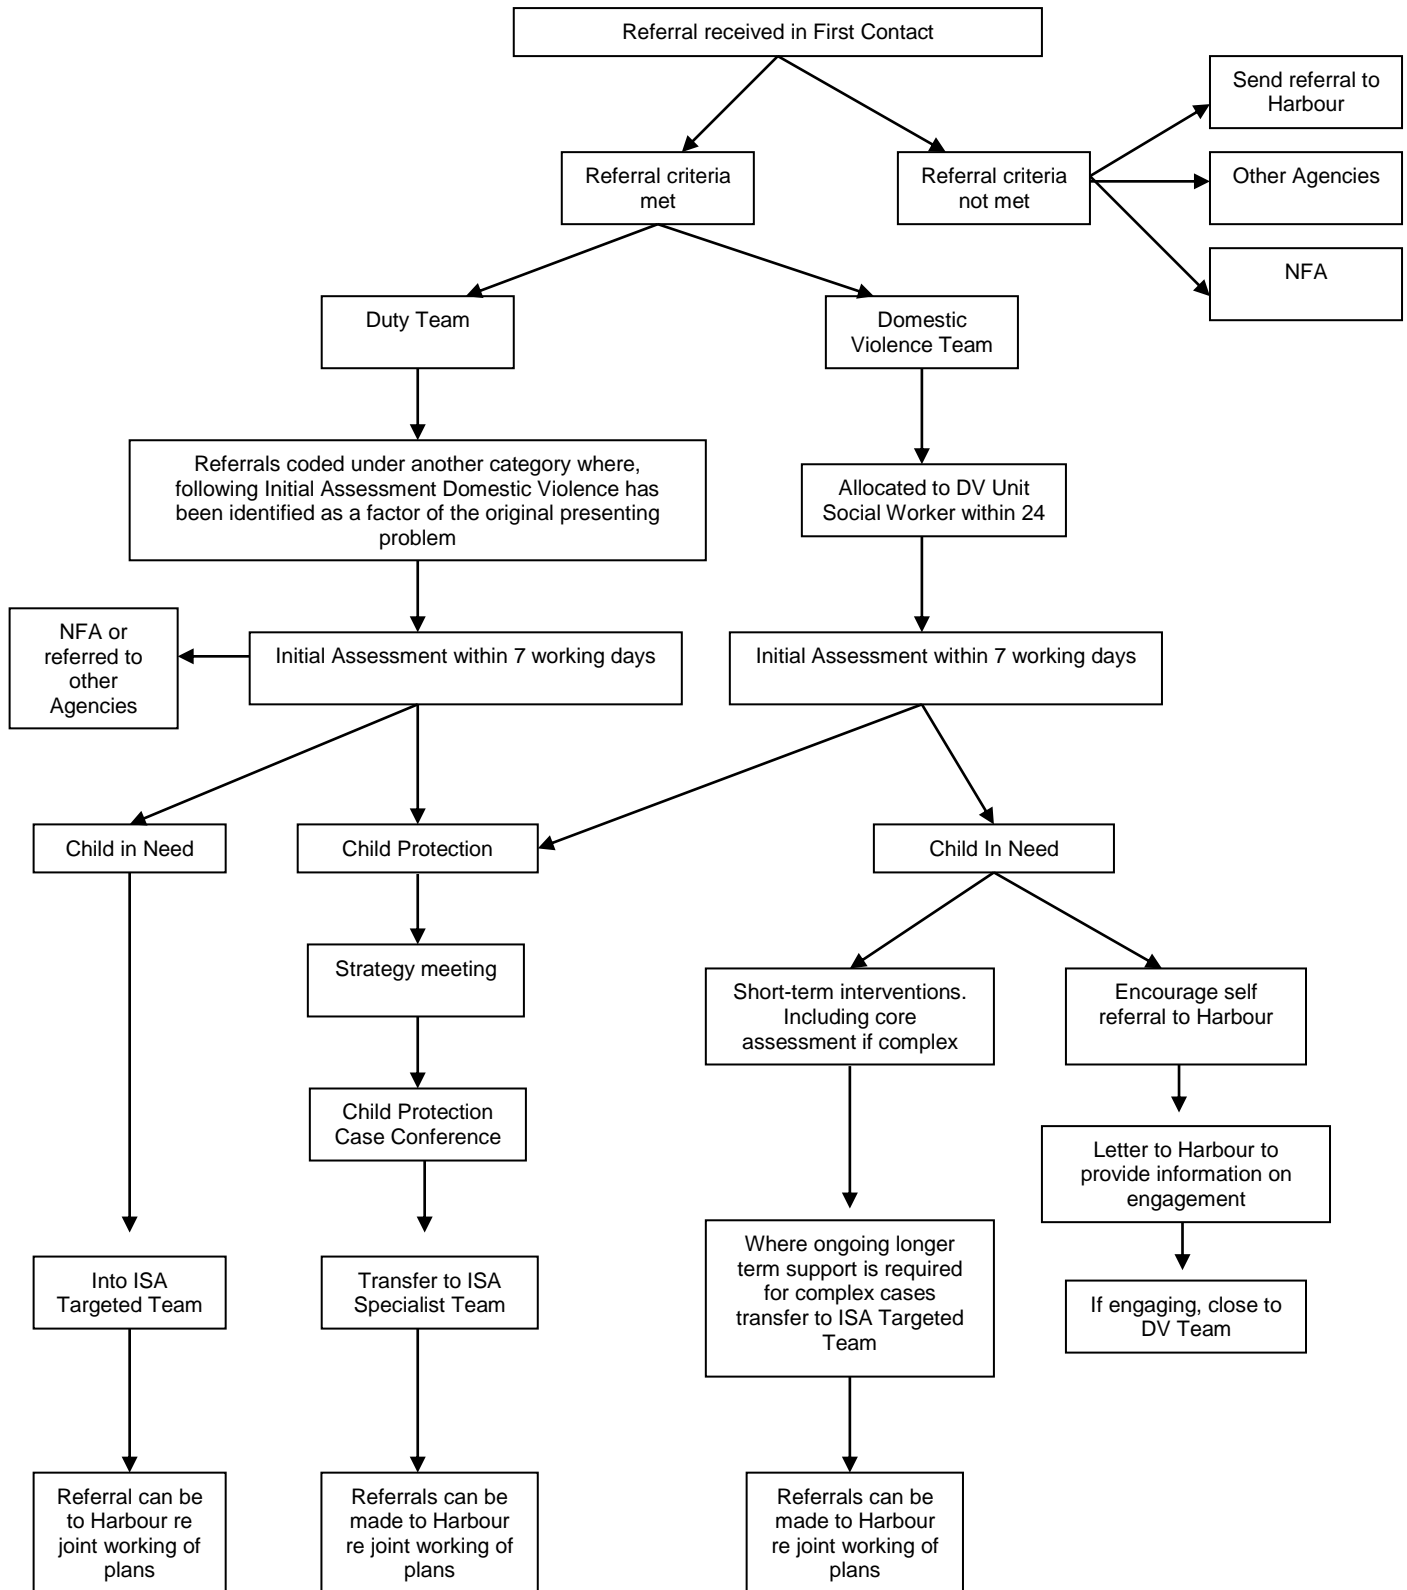 Referral received in First Contact
Send referral to
Harbour
Referral criteria
met
Referral criteria
not met
Other Agencies
NFA
Duty Team
Domestic
Violence Team
Referrals coded under another category where,
following Initial Assessment Domestic Violence has
been identified as a factor of the original presenting
problem
Allocated to DV Unit
Social Worker within 24
NFA or
referred to
other
Agencies
Initial Assessment within 7 working days
Initial Assessment within 7 working days
Child in Need
Child Protection
Child In Need
Strategy meeting
Short-term interventions.
Including core
assessment if complex
Encourage self
referral to Harbour
Child Protection
Case Conference
Letter to Harbour to
provide information on
engagement
Into ISA
Targeted Team
Transfer to ISA
Specialist Team
Where ongoing longer
term support is required
for complex cases
transfer to ISA Targeted
Team
If engaging, close to
DV Team
Referral can be
to Harbour re
joint working of
plans
Referrals can be
made to Harbour
re joint working of
plans
Referrals can be
made to Harbour
re joint working of
plans